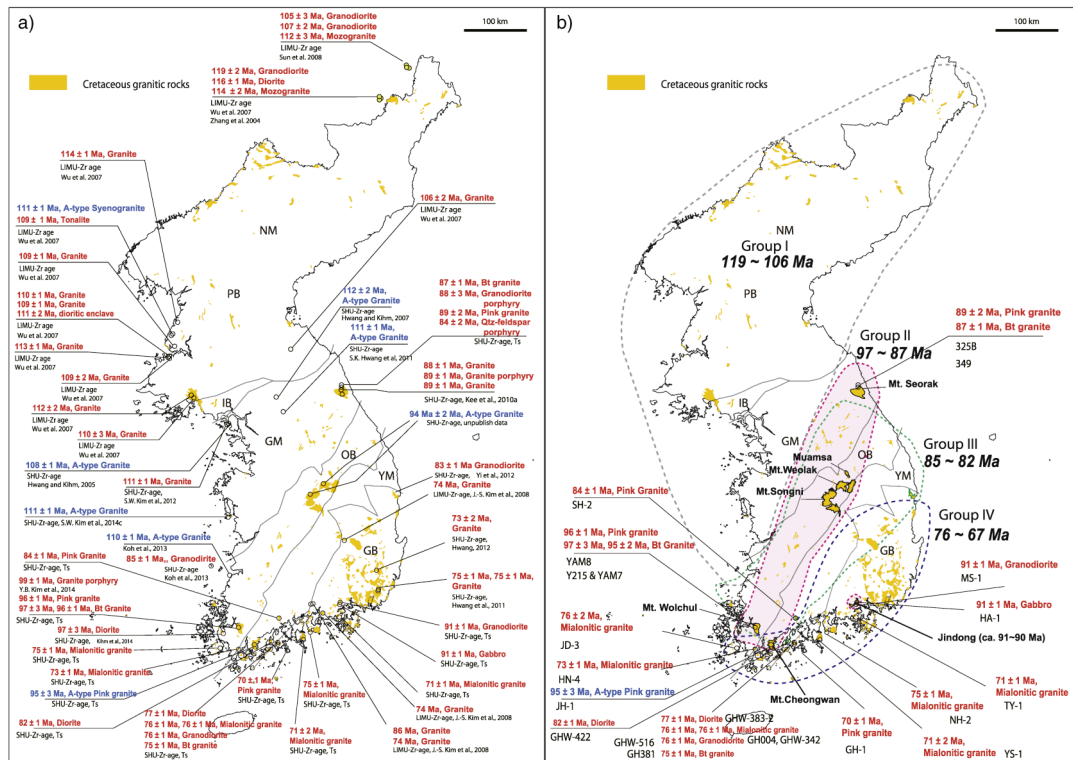 a)
100 km
Cretaceous granitic rocks
105 ± 3 Ma, Granodiorite
107 ± 2 Ma, Granodiorite
112 ± 3 Ma, Mozogranite
LIMU-Zr age
Sun et al. 2008
119 ± 2 Ma, Granodiorite
116 ± 1 Ma, Diorite
114 ± 2 Ma, Mozogranite
LIMU-Zr age
Wu et al. 2007
Zhang et al. 2004
114 ± 1 Ma, Granite
LIMU-Zr age
Wu et al. 2007
111 ± 1 Ma, A-type Syenogranite
109 ± 1 Ma, Tonalite
LIMU-Zr age
Wu et al. 2007
109 ± 1 Ma, Granite
LIMU-Zr age
Wu et al. 2007
110 ± 1 Ma, Granite
109 ± 1 Ma, Granite
111 ± 2 Ma, dioritic enclave
LIMU-Zr age
Wu et al. 2007
113 ± 1 Ma, Granite
LIMU-Zr age
Wu et al. 2007
109 ± 2 Ma, Granite
LIMU-Zr age
Wu et al. 2007
112 ± 2 Ma, Granite
LIMU-Zr age
Wu et al. 2007
110 ± 3 Ma, Granite
LIMU-Zr age
Wu et al. 2007
108 ± 1 Ma, A-type Granite
SHU-Zr-age
Hwang and Kihm, 2005
111 ± 1 Ma, Granite
SHU-Zr-age,
S.W. Kim et al., 2012
111 ± 1 Ma, A-type Granite
SHU-Zr-age, S.W. Kim et al., 2014c
110 ± 1 Ma, A-type Granite
Koh et al., 2013
85 ± 1 Ma,, Granodiorite
SHU-Zr-age
Koh et al., 2013
84 ± 1 Ma, Pink Granite
SHU-Zr-age, Ts
99 ± 1 Ma, Granite porphyry
Y.B. Kim et al., 2014
96 ± 1 Ma, Pink granite
97 ± 3 Ma, 96 ± 1 Ma, Bt Granite
SHU-Zr-age, Ts
97 ± 3 Ma, Diorite
SHU-Zr-age, Kihm et al., 2014
75 ± 1 Ma, Mialonitic granite
SHU-Zr-age, Ts
73 ± 1 Ma, Mialonitic granite
SHU-Zr-age, Ts
95 ± 3 Ma, A-type Pink granite
SHU-Zr-age, Ts
82 ± 1 Ma, Diorite
SHU-Zr-age, Ts
77 ± 1 Ma, Diorite
76 ± 1 Ma, 76 ± 1 Ma, Mialonitic granite
76 ± 1 Ma, Granodiorite
75 ± 1 Ma, Bt granite
SHU-Zr-age, Ts
70 ± 1 Ma,
Pink granite
SHU-Zr-age, Ts
75 ± 1 Ma,
Mialonitic granite
SHU-Zr-age, Ts
71 ± 2 Ma,
Mialonitic granite
SHU-Zr-age, Ts
86 Ma, Granite
74 Ma, Granite
LIMU-Zr-age, J.-S. Kim et al., 2008
74 Ma, Granite
LIMU-Zr-age, J.-S. Kim et al., 2008
71 ± 1 Ma, Mialonitic granite
SHU-Zr-age, Ts
91 ± 1 Ma, Gabbro
SHU-Zr-age, Ts
91 ± 1 Ma, Granodiorite
SHU-Zr-age, Ts
75 ± 1 Ma, 75 ± 1 Ma,
Granite
SHU-Zr-age,
Hwang et al., 2011
73 ± 2 Ma,
Granite
SHU-Zr-age,
Hwang, 2012
83 ± 1 Ma Granodiorite
SHU-Zr-age, Yi et al., 2012
74 Ma, Granite
LIMU-Zr-age, J.-S. Kim et al., 2008
94 Ma ± 2 Ma, A-type Granite
SHU-Zr-age, unpublish data
88 ± 1 Ma, Granite
89 ± 1 Ma, Granite porphyry
89 ± 1 Ma, Granite
SHU-Zr-age, Kee et al., 2010a
87 ± 1 Ma, Bt granite
88 ± 3 Ma, Granodiorite
porphyry
89 ± 2 Ma, Pink granite
84 ± 2 Ma, Qtz-feldspar
porphyry
SHU-Zr-age, Ts
112 ± 2 Ma,
A-type Granite
SHU-Zr-age
Hwang and Kihm, 2007
111 ± 1 Ma,
A-type Granite
SHU-Zr-age
S.K. Hwang et al., 2011
106 ± 2 Ma, Granite
LIMU-Zr age
Wu et al. 2007
NM
PB
IB
GM
OB
YM
GB
b)
100 km
Cretaceous granitic rocks
NM
Group I
119 ~ 106 Ma
PB
Group II
97 ~ 87 Ma
89 ± 2 Ma, Pink granite
87 ± 1 Ma, Bt granite
325B
349
Mt. Seorak
IB
GM
OB
Muamsa
Mt.Weolak
Mt.Songni
YM
Group III
85 ~ 82 Ma
Group IV
76 ~ 67 Ma
GB
84 ± 1 Ma, Pink Granite
SH-2
96 ± 1 Ma, Pink granite
97 ± 3 Ma, 95 ± 2 Ma, Bt Granite
YAM8
Y215 & YAM7
Mt. Wolchul
76 ± 2 Ma,
Mialonitic granite
JD-3
73 ± 1 Ma, Mialonitic granite
HN-4
95 ± 3 Ma, A-type Pink granite
JH-1
82 ± 1 Ma, Diorite
GHW-422
Mt.Cheongwan
77 ± 1 Ma, Diorite GHW-383-2
76 ± 1 Ma, 76 ± 1 Ma, Mialonitic granite
GHW-516 76 ± 1 Ma, Granodiorite GH004, GHW-342
GH381 75 ± 1 Ma, Bt granite
70 ± 1 Ma,
Pink granite
GH-1
75 ± 1 Ma,
Mialonitic granite
NH-2
71 ± 2 Ma,
Mialonitic granite YS-1
71 ± 1 Ma,
Mialonitic granite
TY-1
91 ± 1 Ma, Granodiorite
MS-1
91 ± 1 Ma, Gabbro
HA-1
Jindong (ca. 91~90 Ma)